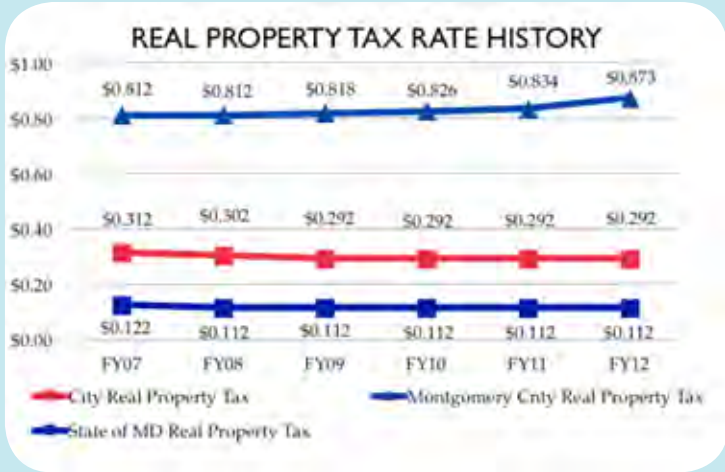 REAL PROPERTY TAX RATE HISTORY
$1.00
$0.812 $0.812 $0.818 $0.826 $0.834 $0.873
$0.80
$0.60
$0.312 $0.302 $0.292 $0.292 $0.292 $0.292
$0.40
$0.20
$0.122 $0.112 $0.112 $0.112 $0.112 $0.112
$0.00
FY07 FY08 FY09 FY10 FY11 FY12
City Real Property Tax Montgomery Cnty Real Property Tax
State of MD Real Property Tax